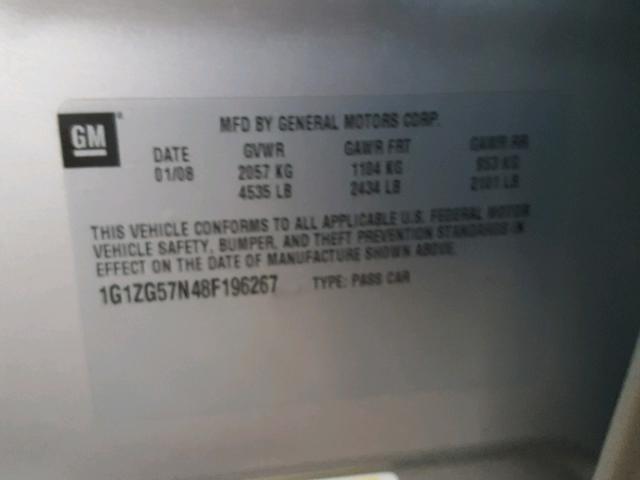 GM
MFD BY GENERAL MOTORS CORP.
DATE GVWR GAWR FRT GAWR RR
01/08 2057 KG 1104 KG 953 KG
4535 LB 2434 LB 2101 LB
THIS VEHICLE CONFORMS TO ALL APPLICABLE U.S. FEDERAL MOTOR
VEHICLE SAFETY, BUMPER, AND THEFT PREVENTION STANDARDS IN
EFFECT ON THE DATE OF MANUFACTURE SHOWN ABOVE.
1G1ZG57N48F196267 TYPE: PASS CAR